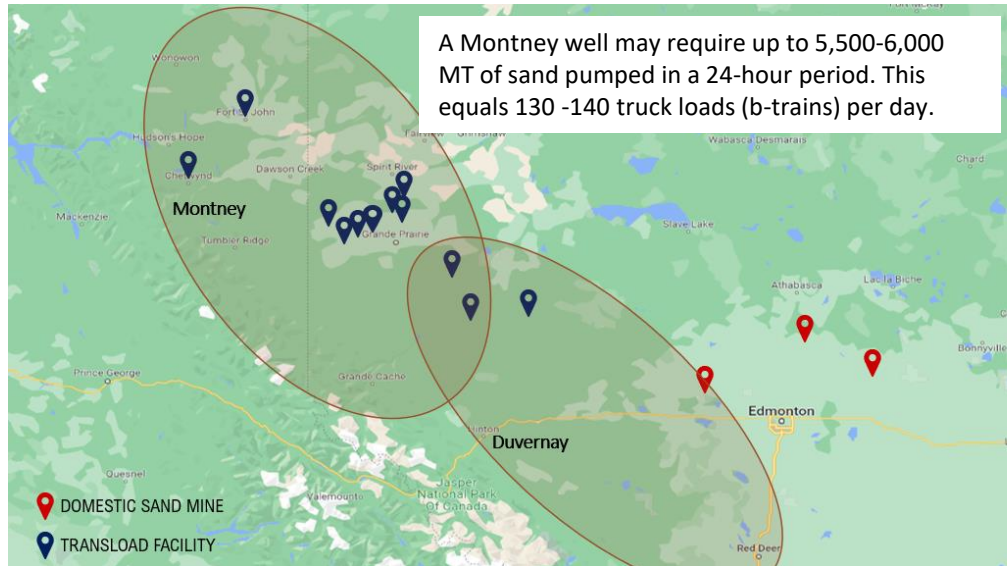 A Montney well may require up to 5,500-6,000
MT of sand pumped in a 24-hour period. This
equals 130 -140 truck loads (b-trains) per day.
Wonowon
Fort St John
Hudson's Hope
Fairview
Grimshaw
Wabasca Desmarais
Chard
Chetwynd
Dawson Creek
Spirit River
Mackenzie
Montney
Tumbler Ridge
Grande Prairie
Slave Lake
Athabasca
Lac la Biche
Bonnyville
Prince George
Grande Cache
Edmonton
Hinton
Duvernay
Quesnel
Jasper
National Park
Of Canada
Valemount
Red Deer
DOMESTIC SAND MINE
TRANSLOAD FACILITY